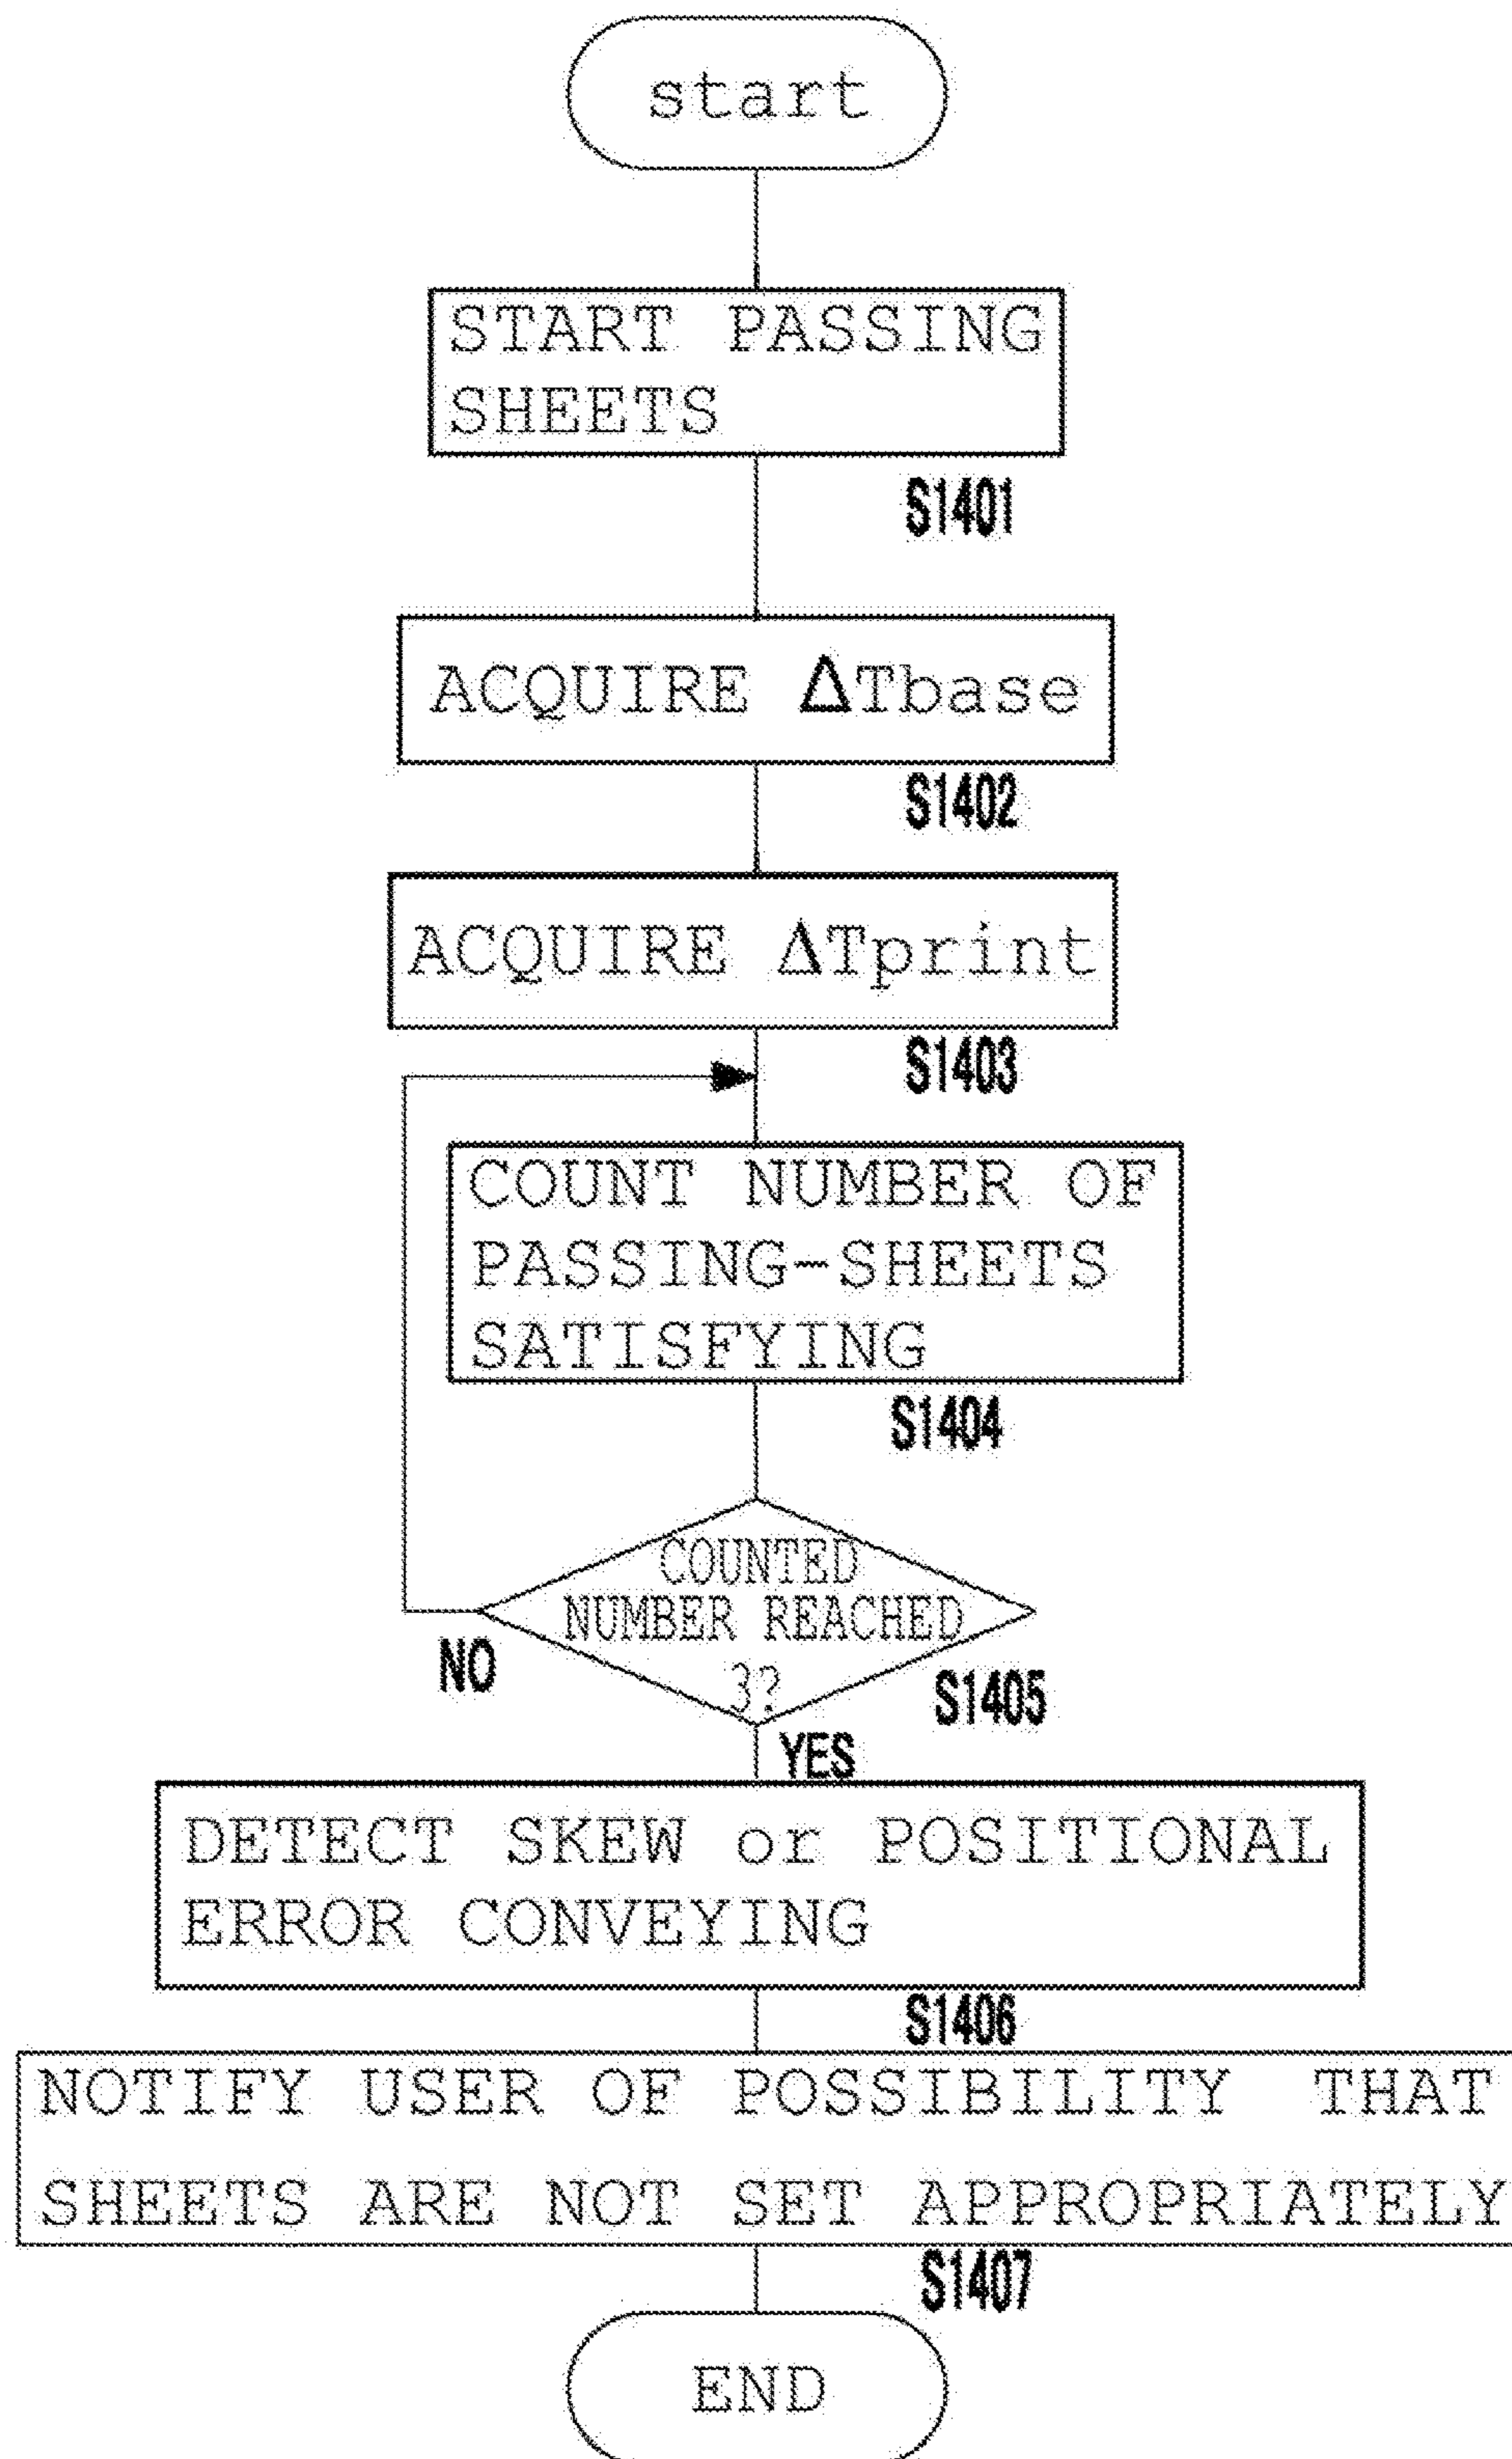 start
START PASSING
SHEETS
S1401
ACQUIRE ΔTbase
S1402
ACQUIRE ΔTprint
S1403
COUNT NUMBER OF
PASSING-SHEETS
SATISFYING
S1404
COUNTED
NUMBER REACHED
3?
NO
S1405
YES
DETECT SKEW or POSITIONAL
ERROR CONVEYING
S1406
NOTIFY USER OF POSSIBILITY THAT
SHEETS ARE NOT SET APPROPRIATELY
S1407
END